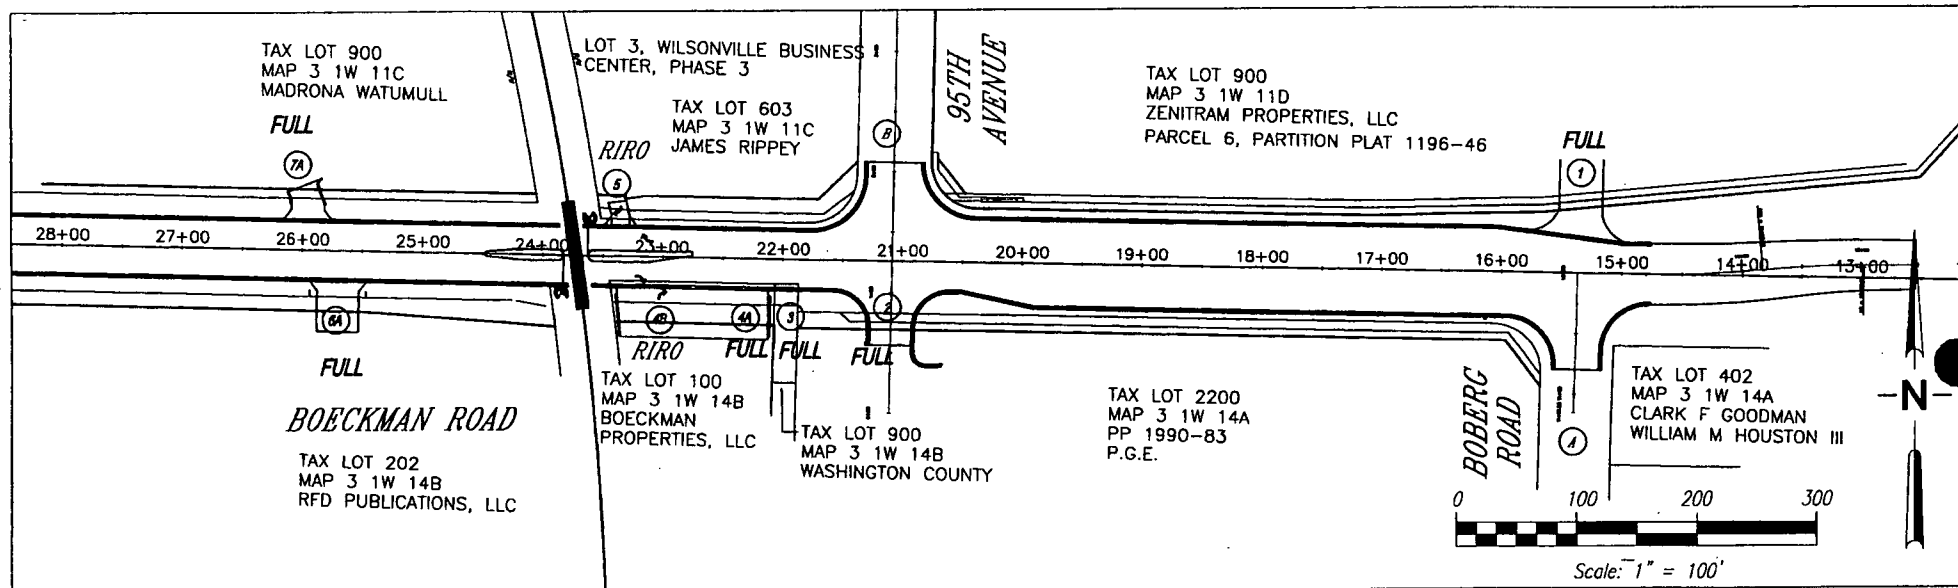 TAX LOT 900
MAP 3 1W 11C
MADRONA WATUMULL
FULL
7A
LOT 3, WILSONVILLE BUSINESS
CENTER, PHASE 3
TAX LOT 603
MAP 3 1W 11C
JAMES RIPPEY
RIRO
5
B
95TH
AVENUE
TAX LOT 900
MAP 3 1W 11D
ZENITRAM PROPERTIES, LLC
PARCEL 6, PARTITION PLAT 1196-46
FULL
1
28+00 27+00 26+00 25+00 24+00 23+00 22+00 21+00 20+00 19+00 18+00 17+00 16+00 15+00 14+00 13+00
6A
FULL
4B
RIRO
4A
FULL
3
FULL
2
FULL
BOECKMAN ROAD
TAX LOT 202
MAP 3 1W 14B
RFD PUBLICATIONS, LLC
TAX LOT 100
MAP 3 1W 14B
BOECKMAN
PROPERTIES, LLC
TAX LOT 900
MAP 3 1W 14B
WASHINGTON COUNTY
TAX LOT 2200
MAP 3 1W 14A
PP 1990-83
P.G.E.
BOBERG
ROAD
A
TAX LOT 402
MAP 3 1W 14A
CLARK F GOODMAN
WILLIAM M HOUSTON III
N
0 100 200 300
Scale: 1" = 100'